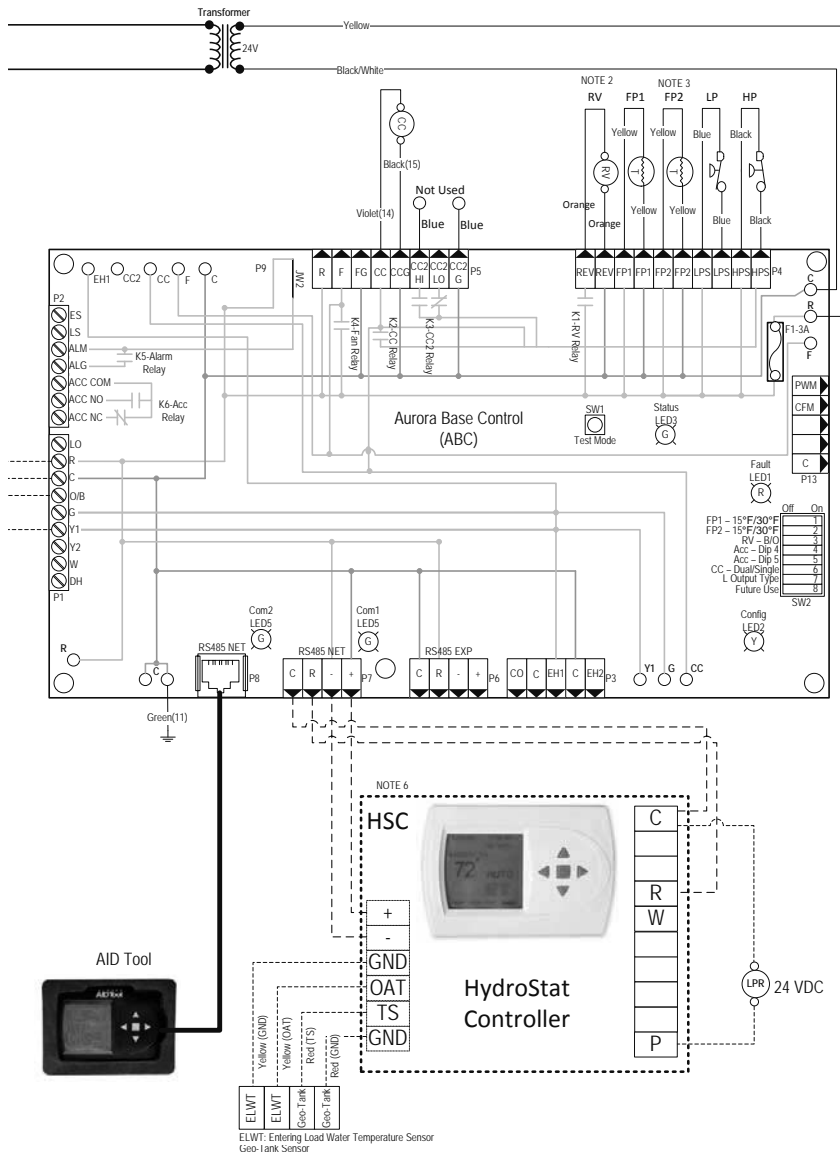 Transformer
24V
Yellow
Black/White
NOTE 2
NOTE 3
RV
FP1
FP2
LP
HP
CC
Black(15)
Violet(14)
Not Used
Blue
Blue
Yellow
Yellow
Blue
Black
RV
T
T
Orange
Orange
Yellow
Yellow
Blue
Black
EH1
CC2
CC
F
C
P9
JW2
R
F
FG
CC
CCG
CC2 HI
CC2 LO
CC2 G
P5
REV
REV
FP1
FP1
FP2
FP2
LPS
LPS
HPS
HPS
P4
C
R
F1-3A
F
P2
ES
LS
ALM
ALG
ACC COM
ACC NO
ACC NC
K5-Alarm
Relay
K6-Acc
Relay
K4-Fan Relay
K2-CC Relay
K3-CC2 Relay
K1-RV Relay
Aurora Base Control
(ABC)
SW1
Test Mode
Status
LED3
G
PWM
CFM
C
P13
Fault
LED1
R
LO
R
C
O/B
G
Y1
Y2
W
DH
P1
Off On
FP1 – 15°F/30°F 1
FP2 – 15°F/30°F 2
RV – B/O 3
Acc – Dip 4 4
Acc – Dip 5 5
CC – Dual/Single 6
L Output Type 7
Future Use 8
SW2
Config
LED2
Y
Com2
LED5
G
Com1
LED5
G
R
C
RS485 NET
P8
RS485 NET
C
R
-
+
P7
RS485 EXP
C
R
-
+
P6
CO
C
EH1
C
EH2
P3
Y1
G
CC
Green(11)
NOTE 6
HSC
72°
AUTO
C
R
W
P
+
-
GND
OAT
TS
GND
HydroStat
Controller
LPR
24 VDC
AID Tool
AID Tool
Yellow (GND)
Yellow (OAT)
Red (TS)
Red (GND)
ELWT
ELWT
Geo-Tank
Geo-Tank
ELWT: Entering Load Water Temperature Sensor
Geo-Tank Sensor